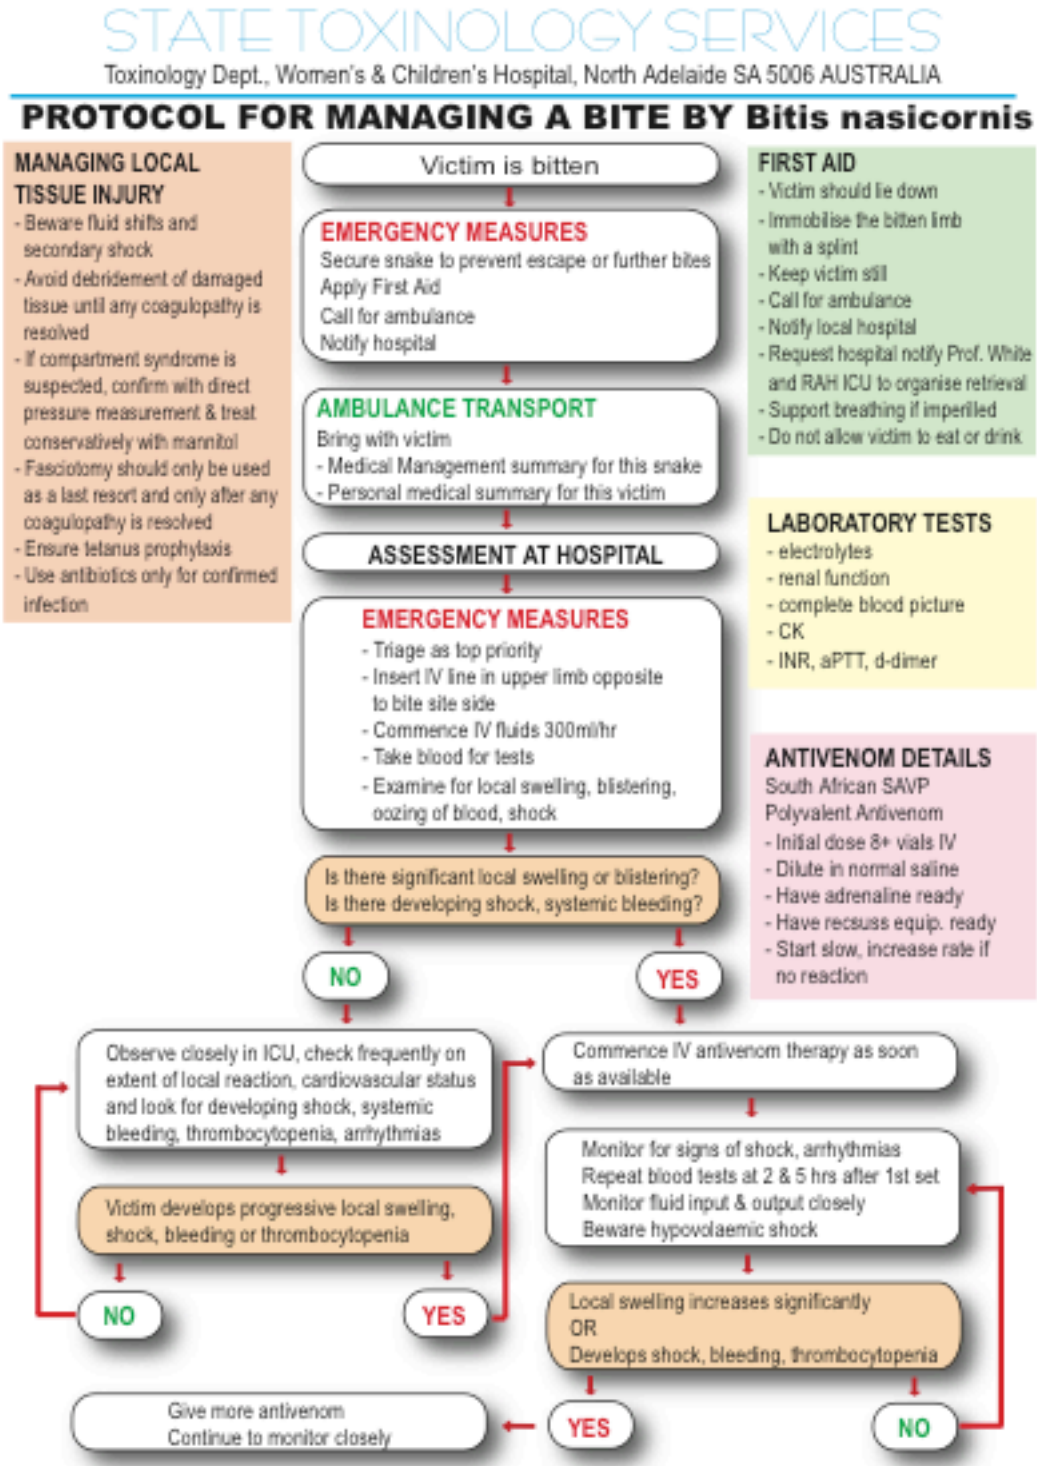 STATE TOXINOLOGY SERVICES
Toxinology Dept., Women's & Children's Hospital, North Adelaide SA 5006 AUSTRALIA
PROTOCOL FOR MANAGING A BITE BY Bitis nasicornis
MANAGING LOCAL
TISSUE INJURY
- Beware fluid shifts and
secondary shock
- Avoid debridement of damaged
tissue until any coagulopathy is
resolved
- If compartment syndrome is
suspected, confirm with direct
pressure measurement & treat
conservatively with mannitol
- Fasciotomy should only be used
as a last resort and only after any
coagulopathy is resolved
- Ensure tetanus prophylaxis
- Use antibiotics only for confirmed
infection
Victim is bitten
EMERGENCY MEASURES
Secure snake to prevent escape or further bites
Apply First Aid
Call for ambulance
Notify hospital
AMBULANCE TRANSPORT
Bring with victim
- Medical Management summary for this snake
- Personal medical summary for this victim
ASSESSMENT AT HOSPITAL
EMERGENCY MEASURES
- Triage as top priority
- Insert IV line in upper limb opposite
to bite site side
- Commence IV fluids 300ml/hr
- Take blood for tests
- Examine for local swelling, blistering,
oozing of blood, shock
Is there significant local swelling or blistering?
Is there developing shock, systemic bleeding?
NO
YES
FIRST AID
- Victim should lie down
- Immobilise the bitten limb
with a splint
- Keep victim still
- Call for ambulance
- Notify local hospital
- Request hospital notify Prof. White
and RAH ICU to organise retrieval
- Support breathing if imperilled
- Do not allow victim to eat or drink
LABORATORY TESTS
- electrolytes
- renal function
- complete blood picture
- CK
- INR, aPTT, d-dimer
ANTIVENOM DETAILS
South African SAVP
Polyvalent Antivenom
- Initial dose 8+ vials IV
- Dilute in normal saline
- Have adrenaline ready
- Have recsuss equip. ready
- Start slow, increase rate if
no reaction
Observe closely in ICU, check frequently on
extent of local reaction, cardiovascular status
and look for developing shock, systemic
bleeding, thrombocytopenia, arrhythmias
Victim develops progressive local swelling,
shock, bleeding or thrombocytopenia
NO
YES
Commence IV antivenom therapy as soon
as available
Monitor for signs of shock, arrhythmias
Repeat blood tests at 2 & 5 hrs after 1st set
Monitor fluid input & output closely
Beware hypovolaemic shock
Local swelling increases significantly
OR
Develops shock, bleeding, thrombocytopenia
YES
NO
Give more antivenom
Continue to monitor closely